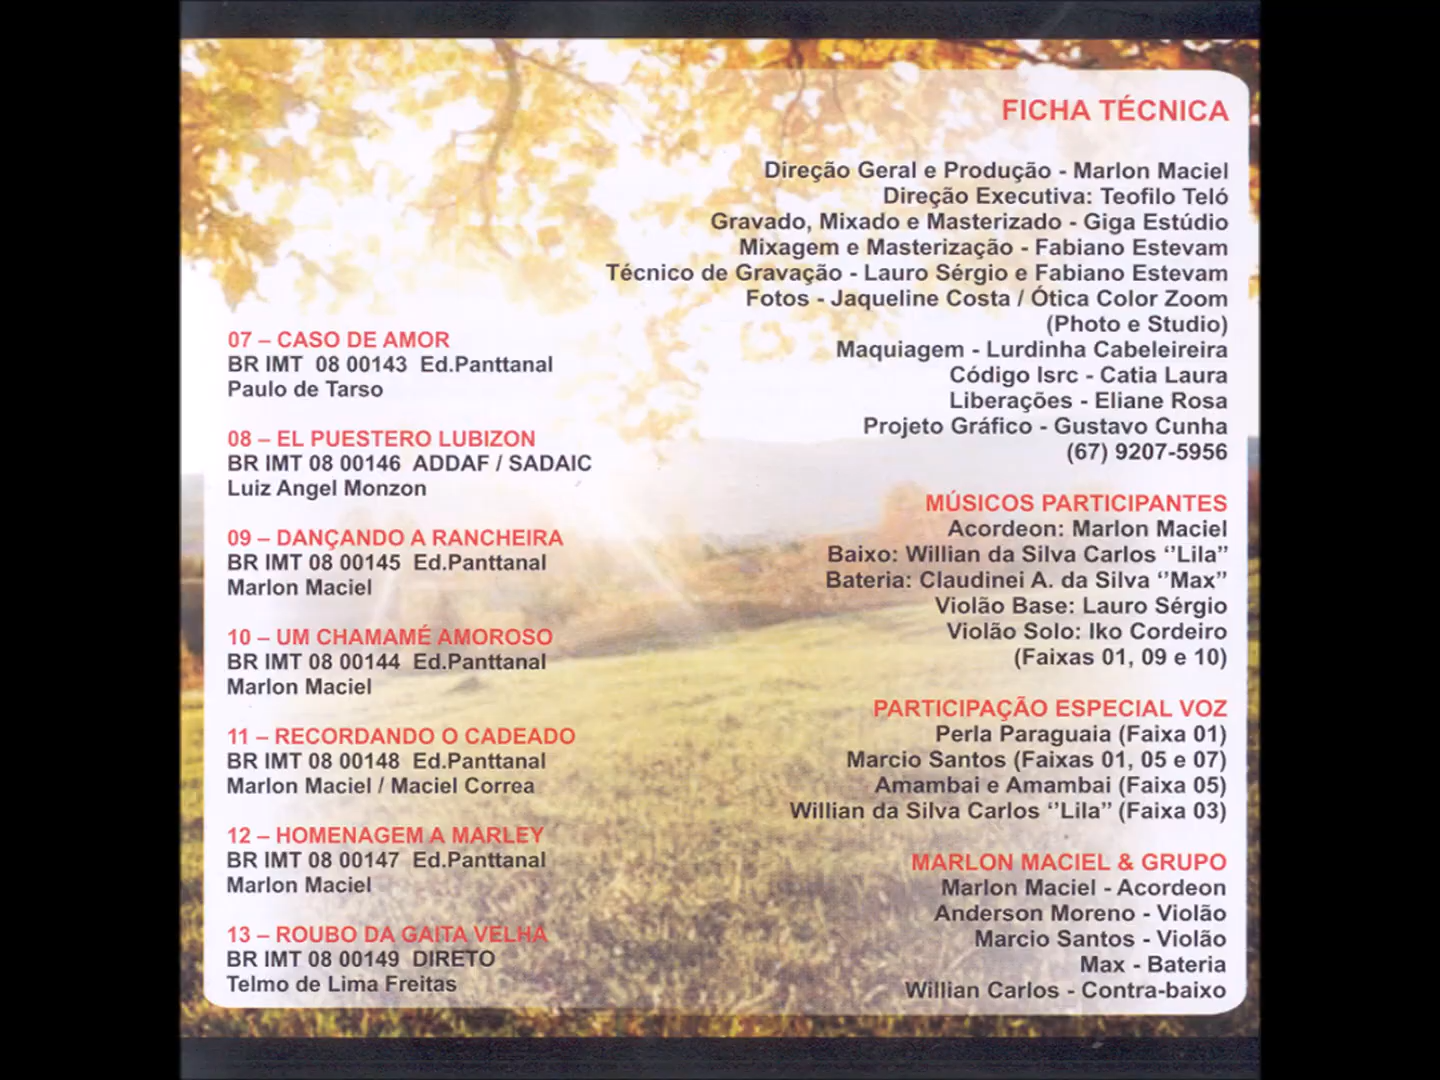 07 – CASO DE AMOR
BR IMT  08 00143  Ed.Panttanal
Paulo de Tarso
08 – EL PUESTERO LUBIZON
BR IMT 08 00146  ADDAF / SADAIC
Luiz Angel Monzon
09 – DANÇANDO A RANCHEIRA
BR IMT 08 00145  Ed.Panttanal
Marlon Maciel
10 – UM CHAMAMÉ AMOROSO
BR IMT 08 00144  Ed.Panttanal
Marlon Maciel
11 – RECORDANDO O CADEADO
BR IMT 08 00148  Ed.Panttanal
Marlon Maciel / Maciel Correa
12 – HOMENAGEM A MARLEY
BR IMT 08 00147  Ed.Panttanal
Marlon Maciel
13 – ROUBO DA GAITA VELHA
BR IMT 08 00149  DIRETO
Telmo de Lima Freitas
FICHA TÉCNICA
Direção Geral e Produção - Marlon Maciel
Direção Executiva: Teofilo Teló
Gravado, Mixado e Masterizado - Giga Estúdio
Mixagem e Masterização - Fabiano Estevam
Técnico de Gravação - Lauro Sérgio e Fabiano Estevam
Fotos - Jaqueline Costa / Ótica Color Zoom
(Photo e Studio)
Maquiagem - Lurdinha Cabeleireira
Código Isrc - Catia Laura
Liberações - Eliane Rosa
Projeto Gráfico - Gustavo Cunha
(67) 9207-5956
MÚSICOS PARTICIPANTES
Acordeon: Marlon Maciel
Baixo: Willian da Silva Carlos ‘’Lila’’
Bateria: Claudinei A. da Silva ‘’Max’’
Violão Base: Lauro Sérgio
Violão Solo: Iko Cordeiro
(Faixas 01, 09 e 10)
PARTICIPAÇÃO ESPECIAL VOZ
Perla Paraguaia (Faixa 01)
Marcio Santos (Faixas 01, 05 e 07)
Amambai e Amambai (Faixa 05)
Willian da Silva Carlos ‘’Lila’’ (Faixa 03)
MARLON MACIEL & GRUPO
Marlon Maciel - Acordeon
Anderson Moreno - Violão
Marcio Santos - Violão
Max - Bateria
Willian Carlos - Contra-baixo